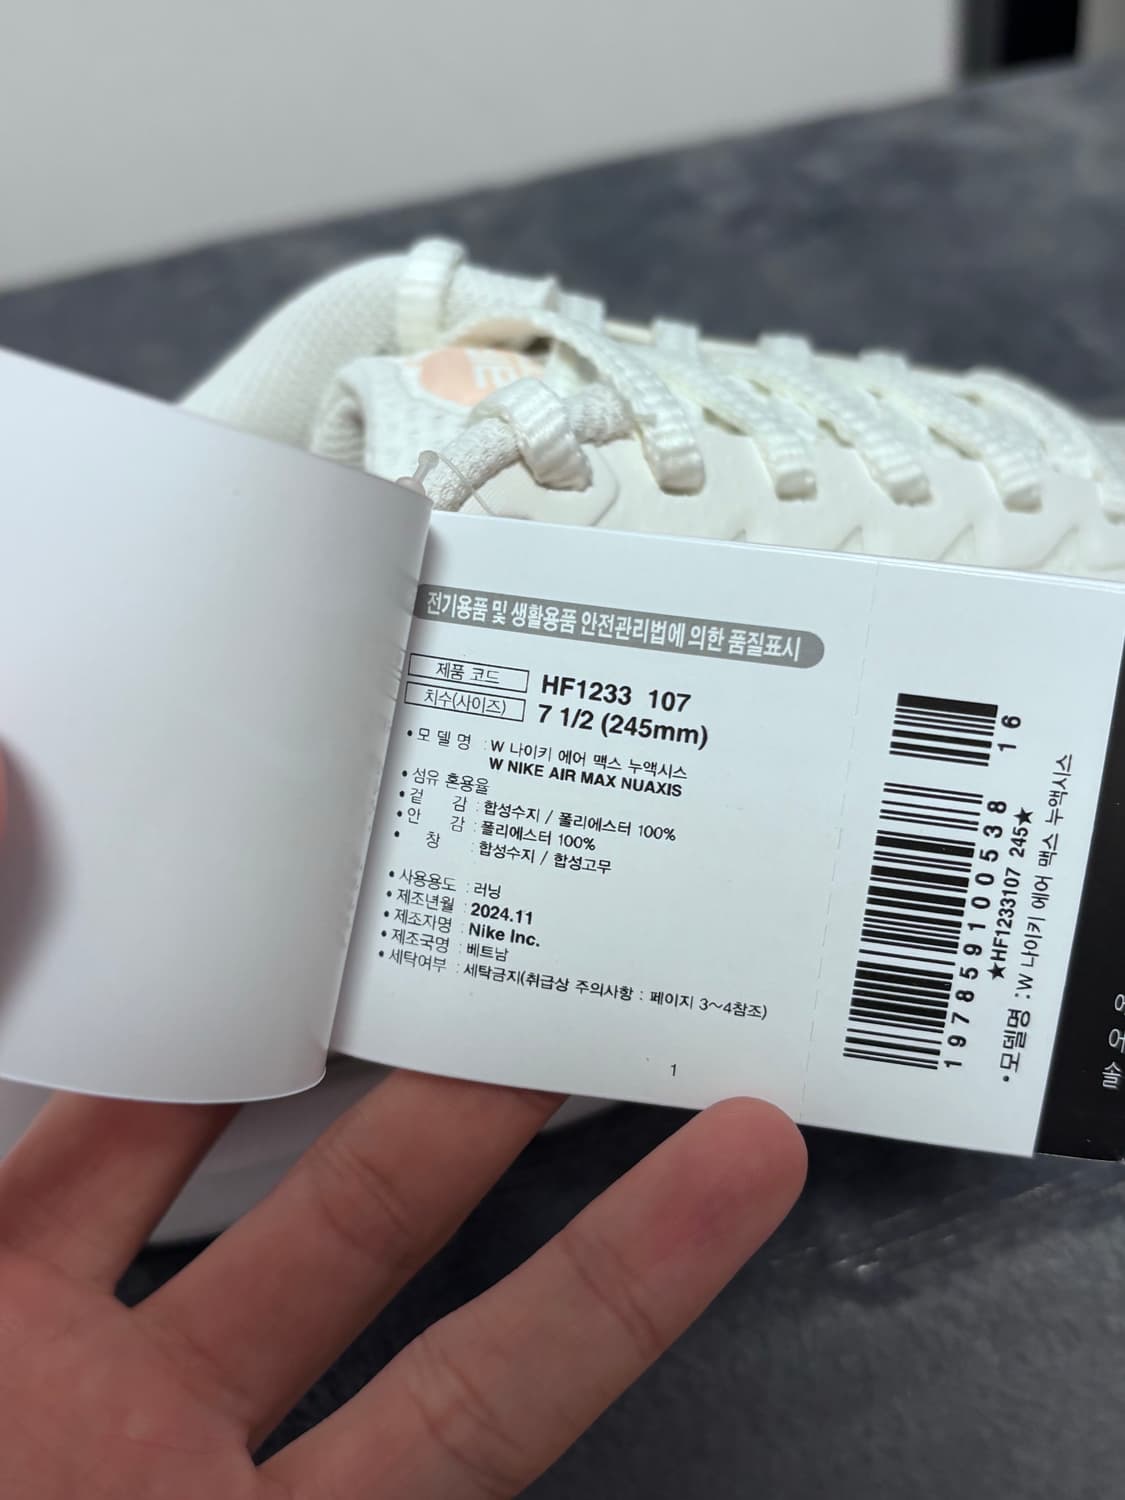 전기용품 및 생활용품 안전관리법에 의한 품질표시
제품 코드 HF1233 107
치수(사이즈) 7 1/2 (245mm)
• 모 델 명 : W 나이키 에어 맥스 누액시스
W NIKE AIR MAX NUAXIS
• 섬유 혼용율
• 겉 감 : 합성수지 / 폴리에스터 100%
• 안 감 : 폴리에스터 100%
• 창 : 합성수지 / 합성고무
• 사용용도 : 러닝
• 제조년월 : 2024.11
• 제조자명 : Nike Inc.
• 제조국명 : 베트남
• 세탁여부 : 세탁금지(취급상 주의사항 : 페이지 3~4참조)
1
197859100538 16
★HF1233107 245★
• 모델명 : W 나이키 에어 맥스 누액시스
어
솔